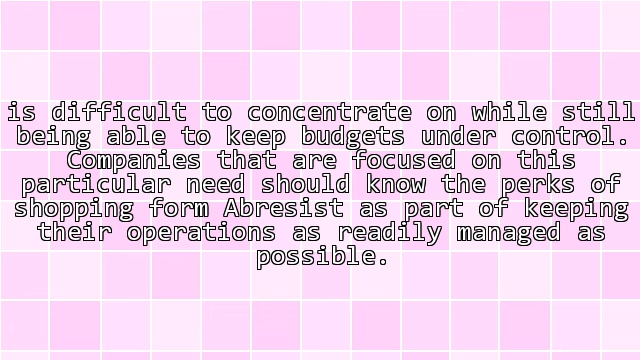 is difficult to concentrate on while still
being able to keep budgets under control.
Companies that are focused on this
particular need should know the perks of
shopping form Abresist as part of keeping
their operations as readily managed as
possible.